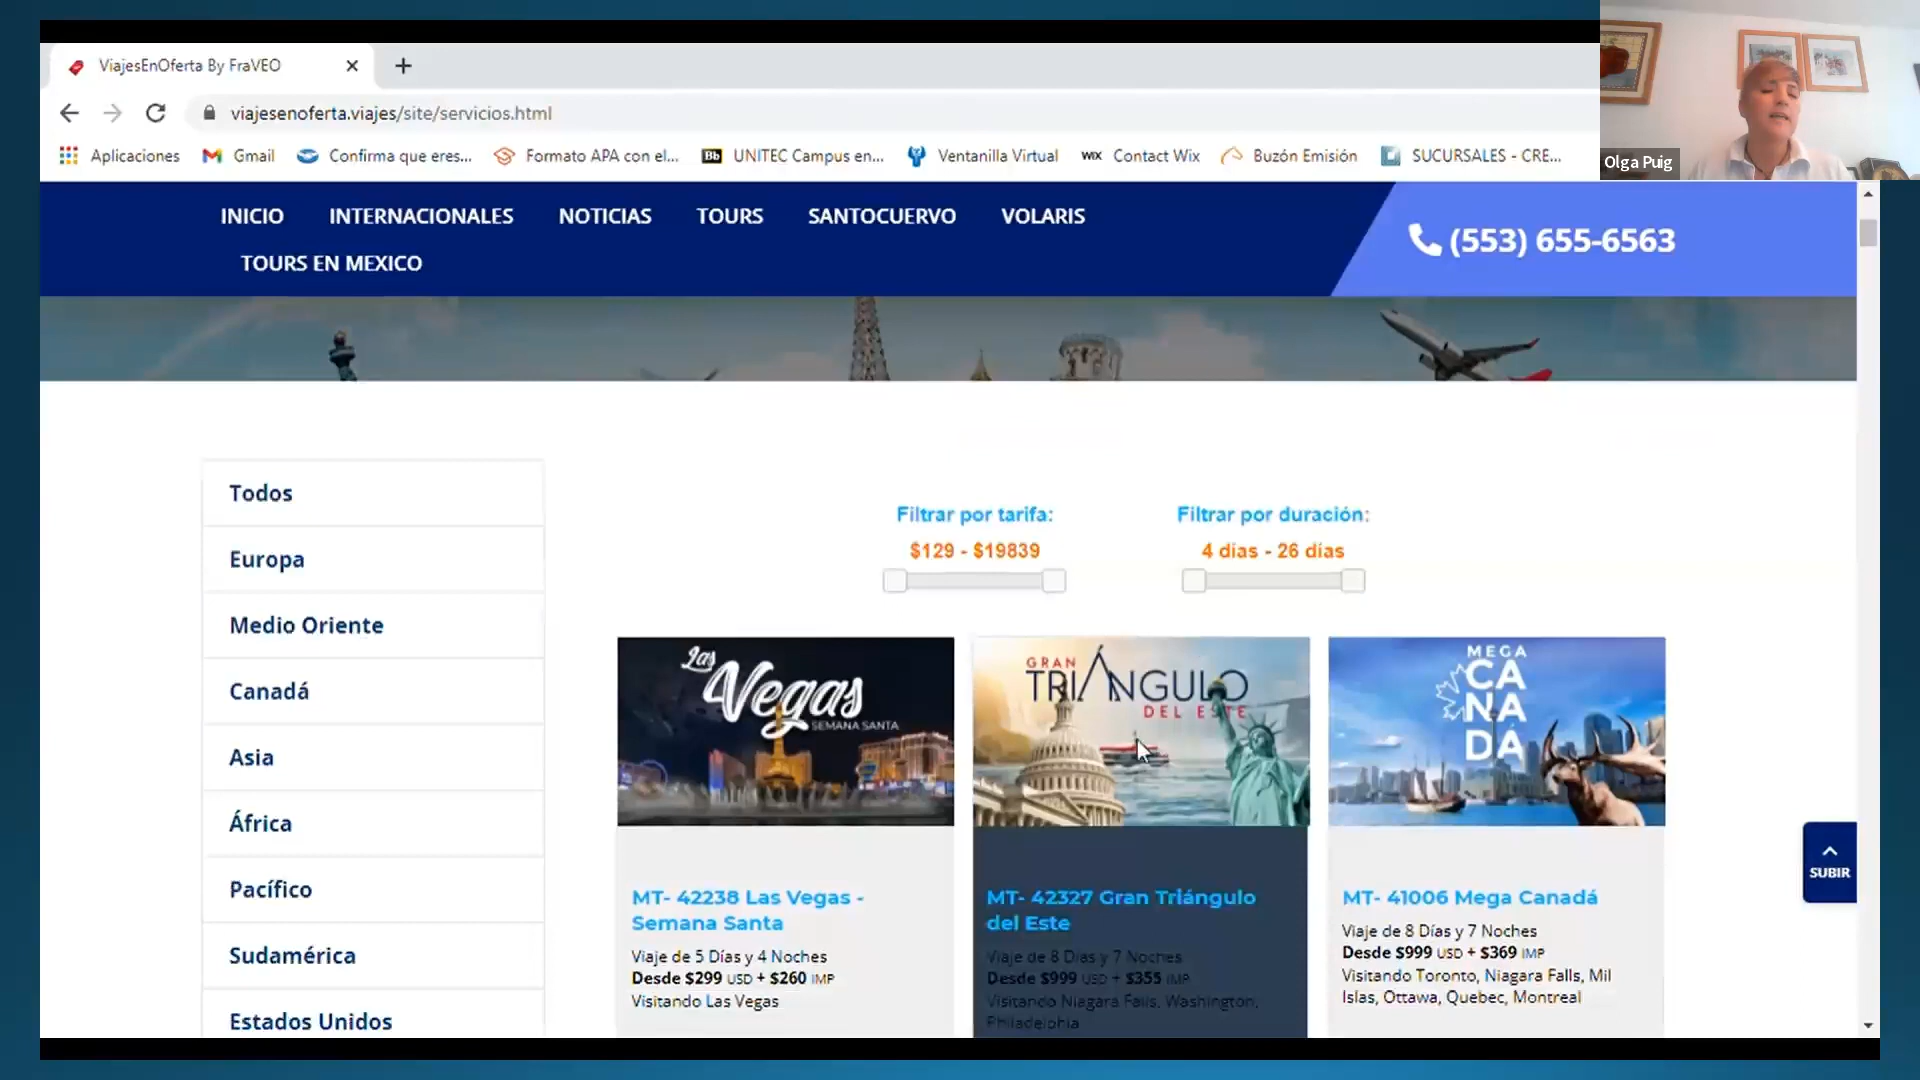 ViajesEnOferta By FraVEO
viajesenoferta.viajes/site/servicios.html
Aplicaciones
Gmail
Confirma que eres...
Formato APA con el...
Bb
UNITEC Campus en...
Ventanilla Virtual
WIX
Contact Wix
Buzón Emisión
SUCURSALES - CRE...
Olga Puig
INICIO
INTERNACIONALES
NOTICIAS
TOURS
SANTOCUERVO
VOLARIS
TOURS EN MEXICO
(553) 655-6563
Todos
Europa
Medio Oriente
Canadá
Asia
África
Pacífico
Sudamérica
Estados Unidos
Filtrar por tarifa:
$129 - $19839
Filtrar por duración:
4 días - 26 días
Las
Vegas
SEMANA SANTA
MT- 42238 Las Vegas -
Semana Santa
Viaje de 5 Días y 4 Noches
Desde $299 USD + $260 IMP
Visitando Las Vegas
GRAN
TRIÁNGULO
DEL ESTE
MT- 42327 Gran Triángulo
del Este
Viaje de 8 Días y 7 Noches
Desde $999 USD + $355 IMP
Visitando Niagara Falls, Washington,
Philadelphia
MEGA
CA
NA
DÁ
MT- 41006 Mega Canadá
Viaje de 8 Días y 7 Noches
Desde $999 USD + $369 IMP
Visitando Toronto, Niagara Falls, Mil
Islas, Ottawa, Quebec, Montreal
SUBIR